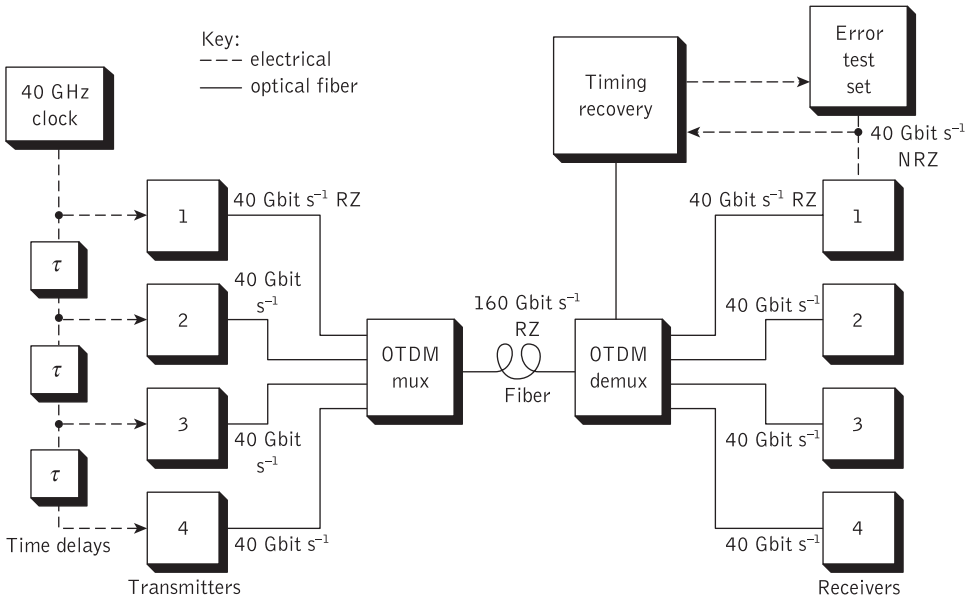 Key:
electrical
optical fiber
40 GHz
clock
Timing
recovery
Error
test
set
40 Gbit s⁻¹
NRZ
1
40 Gbit s⁻¹ RZ
τ
2
40 Gbit
s⁻¹
τ
3
40 Gbit
s⁻¹
τ
4
40 Gbit s⁻¹
Time delays
Transmitters
OTDM
mux
160 Gbit s⁻¹
RZ
Fiber
OTDM
demux
40 Gbit s⁻¹ RZ
1
40 Gbit s⁻¹
2
3
40 Gbit s⁻¹
4
40 Gbit s⁻¹
Receivers